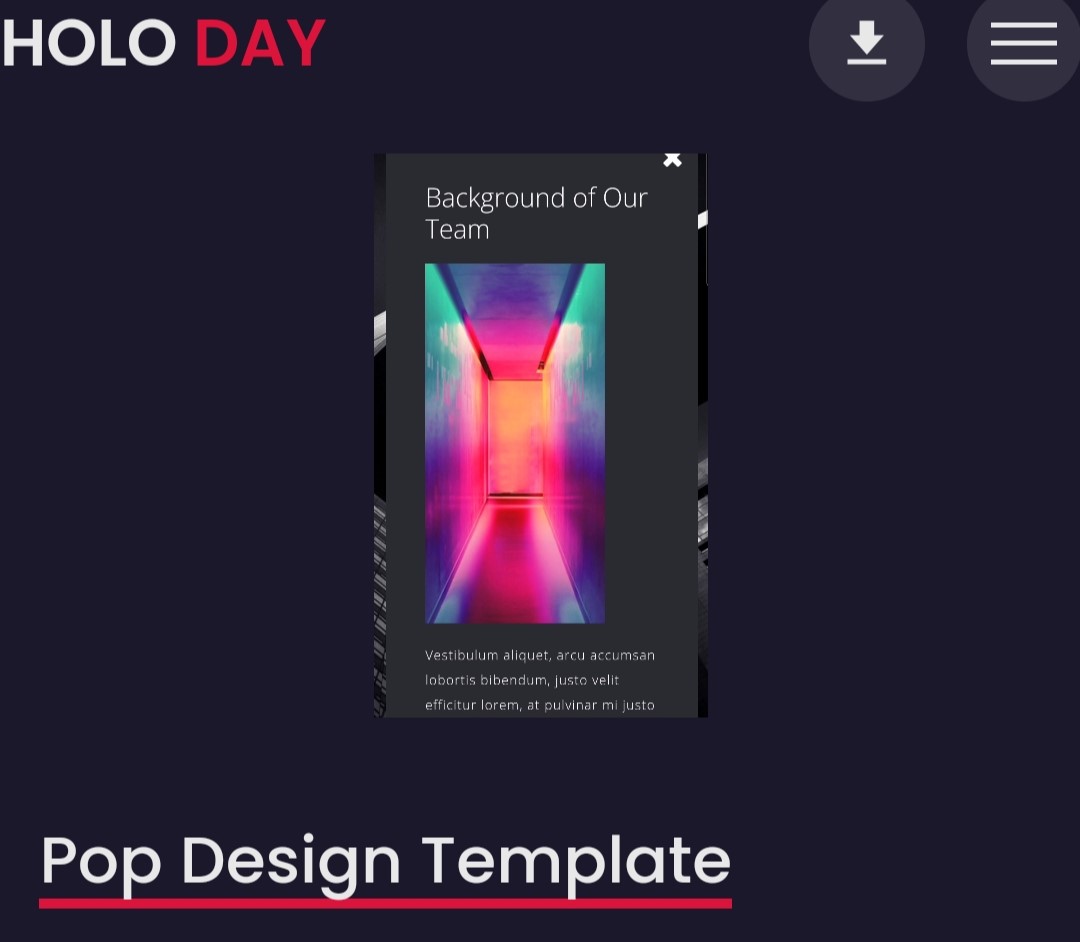 HOLO DAY
Background of Our
Team
Vestibulum aliquet, arcu accumsan
lobortis bibendum, justo velit
efficitur lorem, at pulvinar mi justo
Pop Design Template